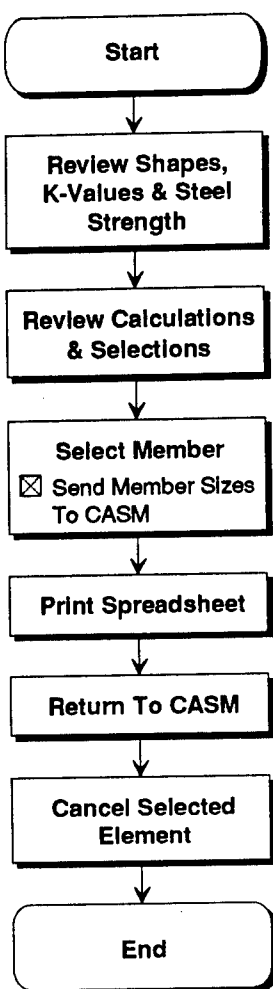 Start
Review Shapes,
K-Values & Steel
Strength
Review Calculations
& Selections
Select Member
Send Member Sizes
To CASM
Print Spreadsheet
Return To CASM
Cancel Selected
Element
End